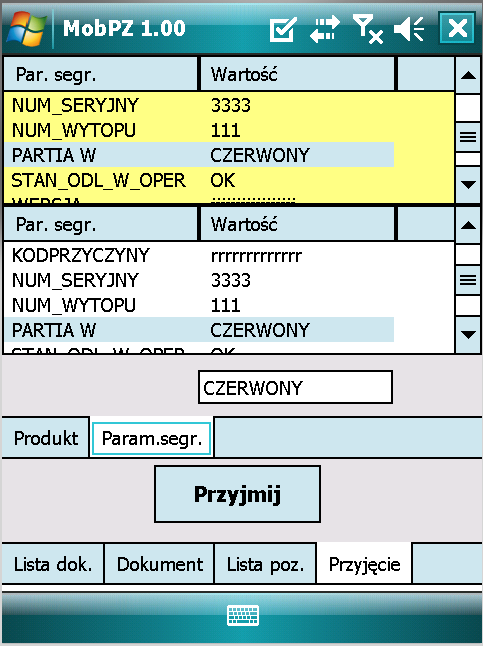 MobPZ 1.00
Par. segr. Wartość
NUM_SERYJNY 3333
NUM_WYTOPU 111
PARTIA W CZERWONY
STAN_ODL_W_OPER OK
WERSJA
Par. segr. Wartość
KODPRZYCZYNY rrrrrrrrrrrrr
NUM_SERYJNY 3333
NUM_WYTOPU 111
PARTIA W CZERWONY
STAN_ODL_W_OPER OK
CZERWONY
Produkt Param.segr.
Przyjmij
Lista dok. Dokument Lista poz. Przyjęcie